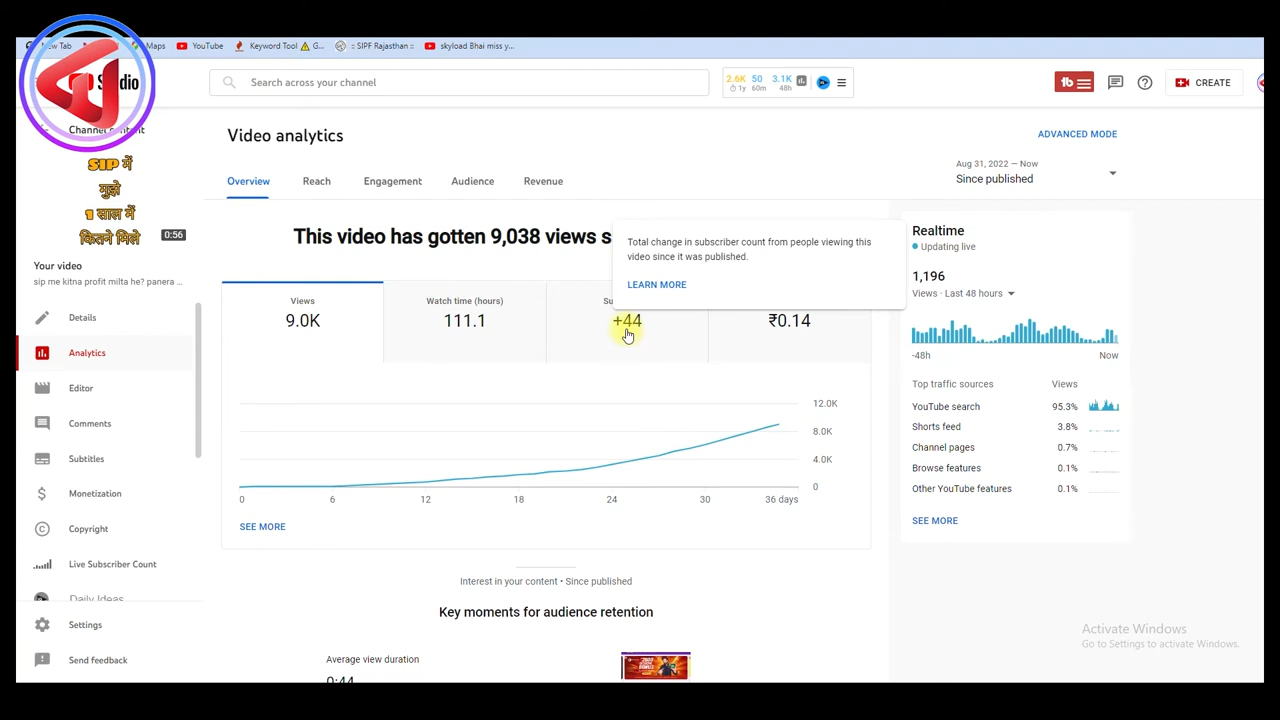 New Tab
Maps
YouTube
Keyword Tool ⚠ G...
:: SIPF Rajasthan ::
skyload Bhai miss y...
Search across your channel
2.6K 50 3.1K
1y 60m 48h
tb
CREATE
Channel content
Video analytics
ADVANCED MODE
SIP में
मुझे
1 साल में
कितने मिले
0:56
Aug 31, 2022 — Now
Since published
Overview
Reach
Engagement
Audience
Revenue
This video has gotten 9,038 views s
Total change in subscriber count from people viewing this
video since it was published.
LEARN MORE
Realtime
Updating live
1,196
Views · Last 48 hours
Your video
sip me kitna profit milta he? panera
Details
Analytics
Editor
Comments
Subtitles
Monetization
Copyright
Live Subscriber Count
Daily Ideas
Settings
Send feedback
Views
9.0K
Watch time (hours)
111.1
Su
+44
₹0.14
12.0K
8.0K
4.0K
0
0
6
12
18
24
30
36 days
SEE MORE
-48h
Now
Top traffic sources
Views
YouTube search
95.3%
Shorts feed
3.8%
Channel pages
0.7%
Browse features
0.1%
Other YouTube features
0.1%
SEE MORE
Interest in your content • Since published
Key moments for audience retention
Average view duration
0:44
Activate Windows
Go to Settings to activate Windows.